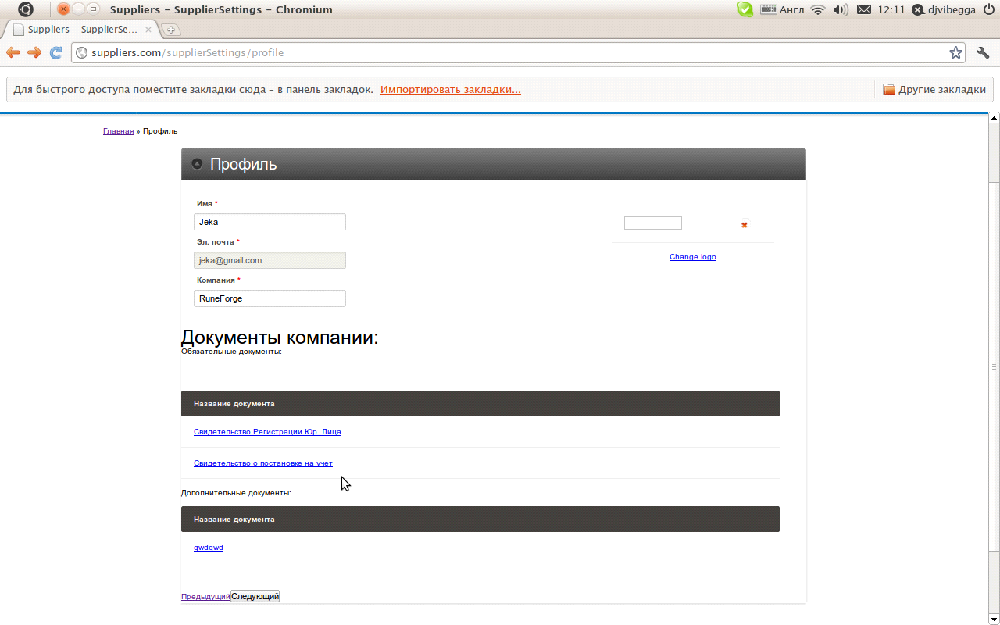 Suppliers – SupplierSettings – Chromium
Англ
12:11
djvibegga
Suppliers – SupplierSe...
suppliers.com/supplierSettings/profile
Для быстрого доступа поместите закладки сюда – в панель закладок. Импортировать закладки...
Другие закладки
Главная » Профиль
Профиль
Имя *
Jeka
Эл. почта *
jeka@gmail.com
Change logo
Компания *
RuneForge
Документы компании:
Обязательные документы:
Название документа
Свидетельство Регистрации Юр. Лица
Свидетельство о постановке на учет
Дополнительные документы:
Название документа
qwdqwd
Предыдущий Следующий